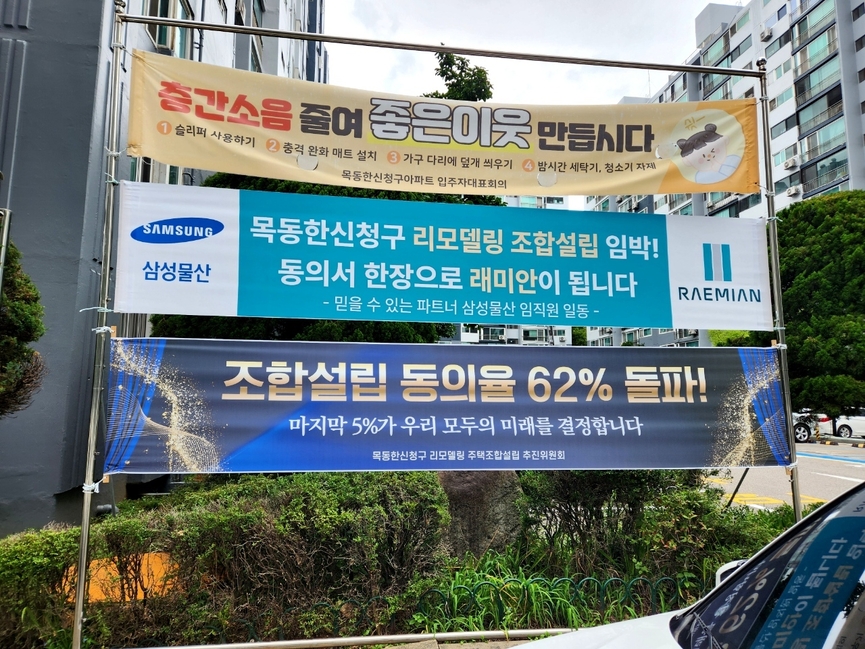 층간소음 줄여 좋은이웃 만듭시다
1 슬리퍼 사용하기 2 충격 완화 매트 설치 3 가구 다리에 덮개 씌우기 4 밤시간 세탁기, 청소기 자제
목동한신청구아파트 입주자대표회의
SAMSUNG
삼성물산
목동한신청구 리모델링 조합설립 임박!
동의서 한장으로 래미안이 됩니다
- 믿을 수 있는 파트너 삼성물산 임직원 일동 -
RAEMIAN
조합설립 동의율 62% 돌파!
마지막 5%가 우리 모두의 미래를 결정합니다
목동한신청구 리모델링 주택조합설립 추진위원회